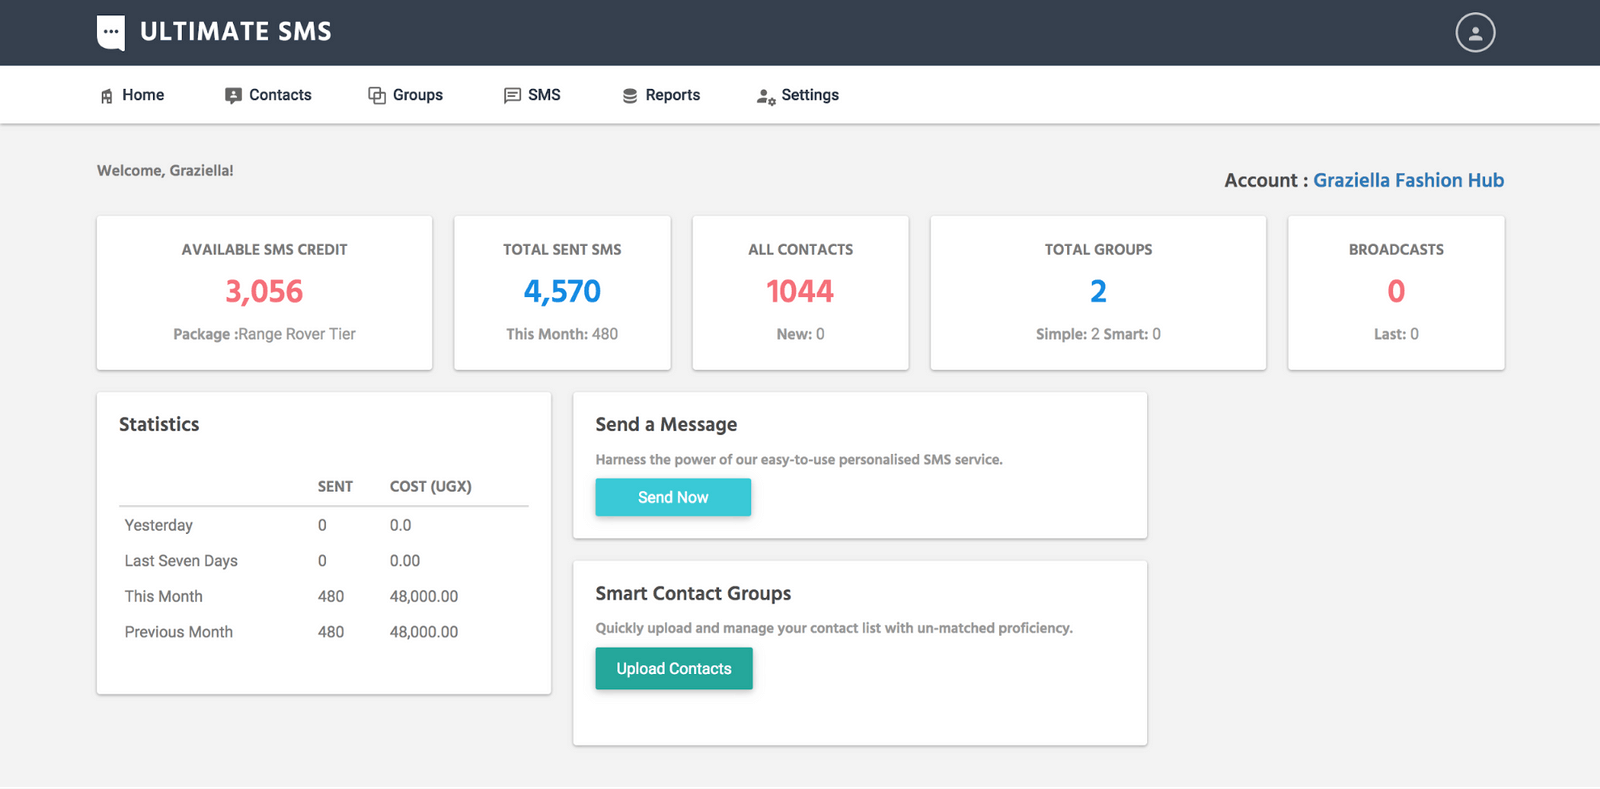 ULTIMATE SMS
Home Contacts Groups SMS Reports Settings
Welcome, Graziella!
Account : Graziella Fashion Hub
AVAILABLE SMS CREDIT
3,056
Package :Range Rover Tier
TOTAL SENT SMS
4,570
This Month: 480
ALL CONTACTS
1044
New: 0
TOTAL GROUPS
2
Simple: 2 Smart: 0
BROADCASTS
0
Last: 0
Statistics
SENT COST (UGX)
Yesterday 0 0.0
Last Seven Days 0 0.00
This Month 480 48,000.00
Previous Month 480 48,000.00
Send a Message
Harness the power of our easy-to-use personalised SMS service.
Send Now
Smart Contact Groups
Quickly upload and manage your contact list with un-matched proficiency.
Upload Contacts